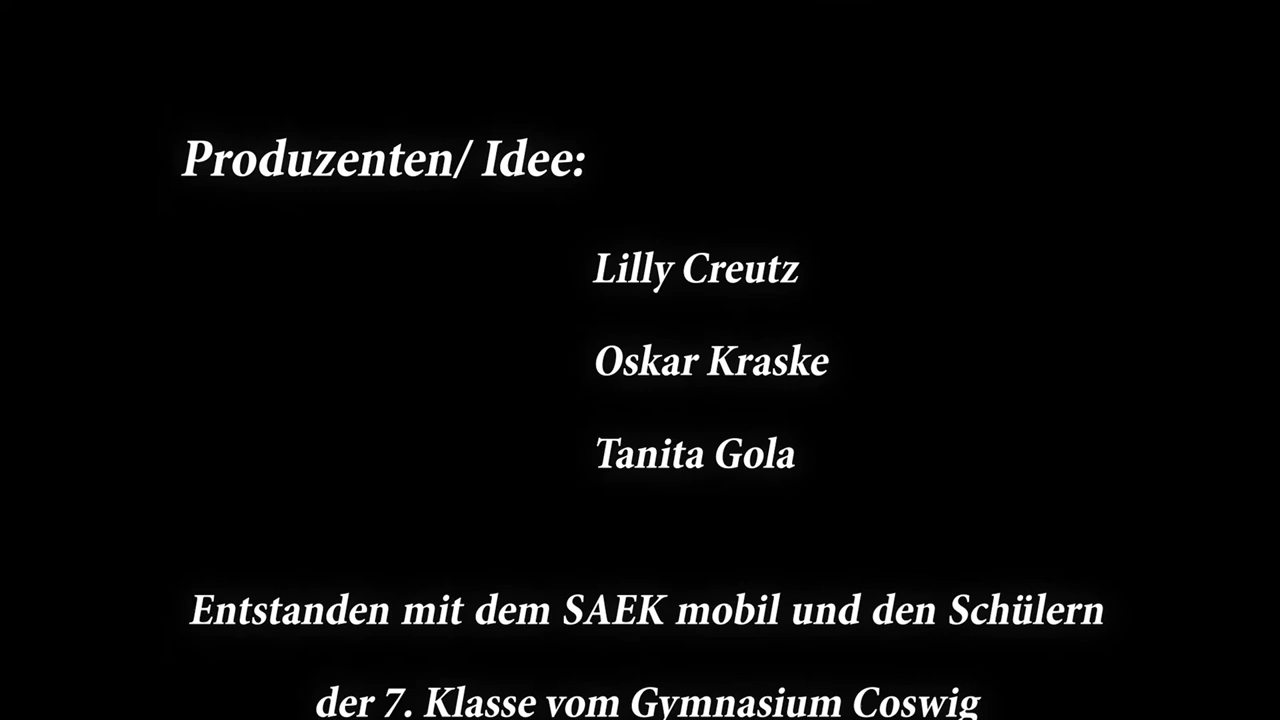 Produzenten/ Idee:
Lilly Creutz
Oskar Kraske
Tanita Gola
Entstanden mit dem SAEK mobil und den Schülern
der 7. Klasse vom Gymnasium Coswig